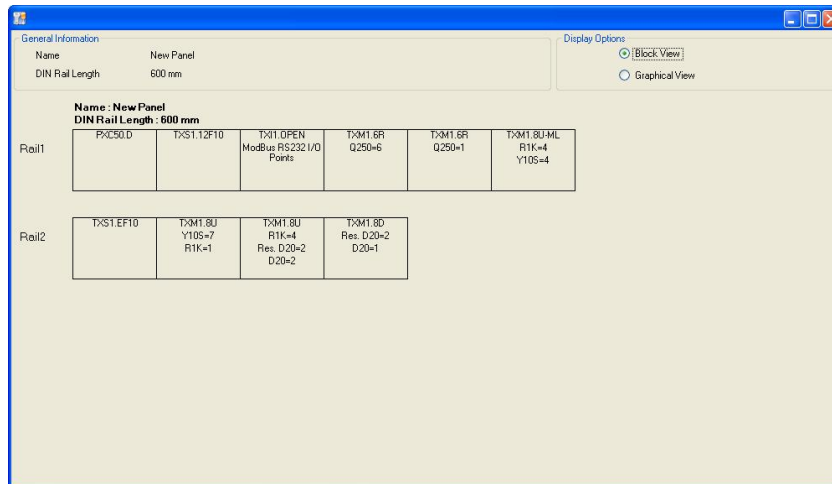 General Information
Name New Panel
DIN Rail Length 600 mm
Display Options
Block View
Graphical View
Name : New Panel
DIN Rail Length : 600 mm
Rail1
PXC50.D
TXS1.12F10
TXI1.OPEN
ModBus RS232 I/O
Points
TXM1.6R
Q250=6
TXM1.6R
Q250=1
TXM1.8U-ML
R1K=4
Y10S=4
Rail2
TXS1.EF10
TXM1.8U
Y10S=7
R1K=1
TXM1.8U
R1K=4
Res. D20=2
D20=2
TXM1.8D
Res. D20=2
D20=1